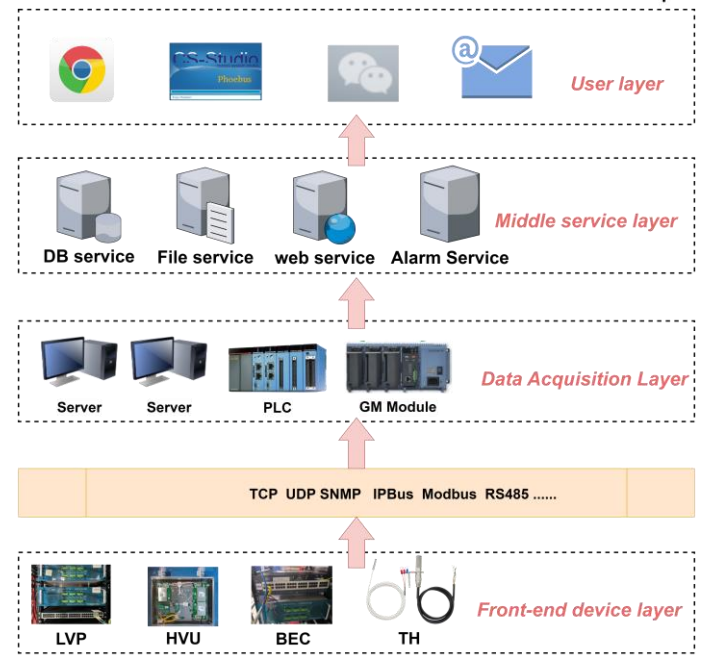 CS-Studio
Phoebus
@
User layer
Middle service layer
DB service
File service
web service
Alarm Service
Data Acquisition Layer
Server
Server
PLC
GM Module
TCP UDP SNMP IPBus Modbus RS485 ......
Front-end device layer
LVP
HVU
BEC
TH